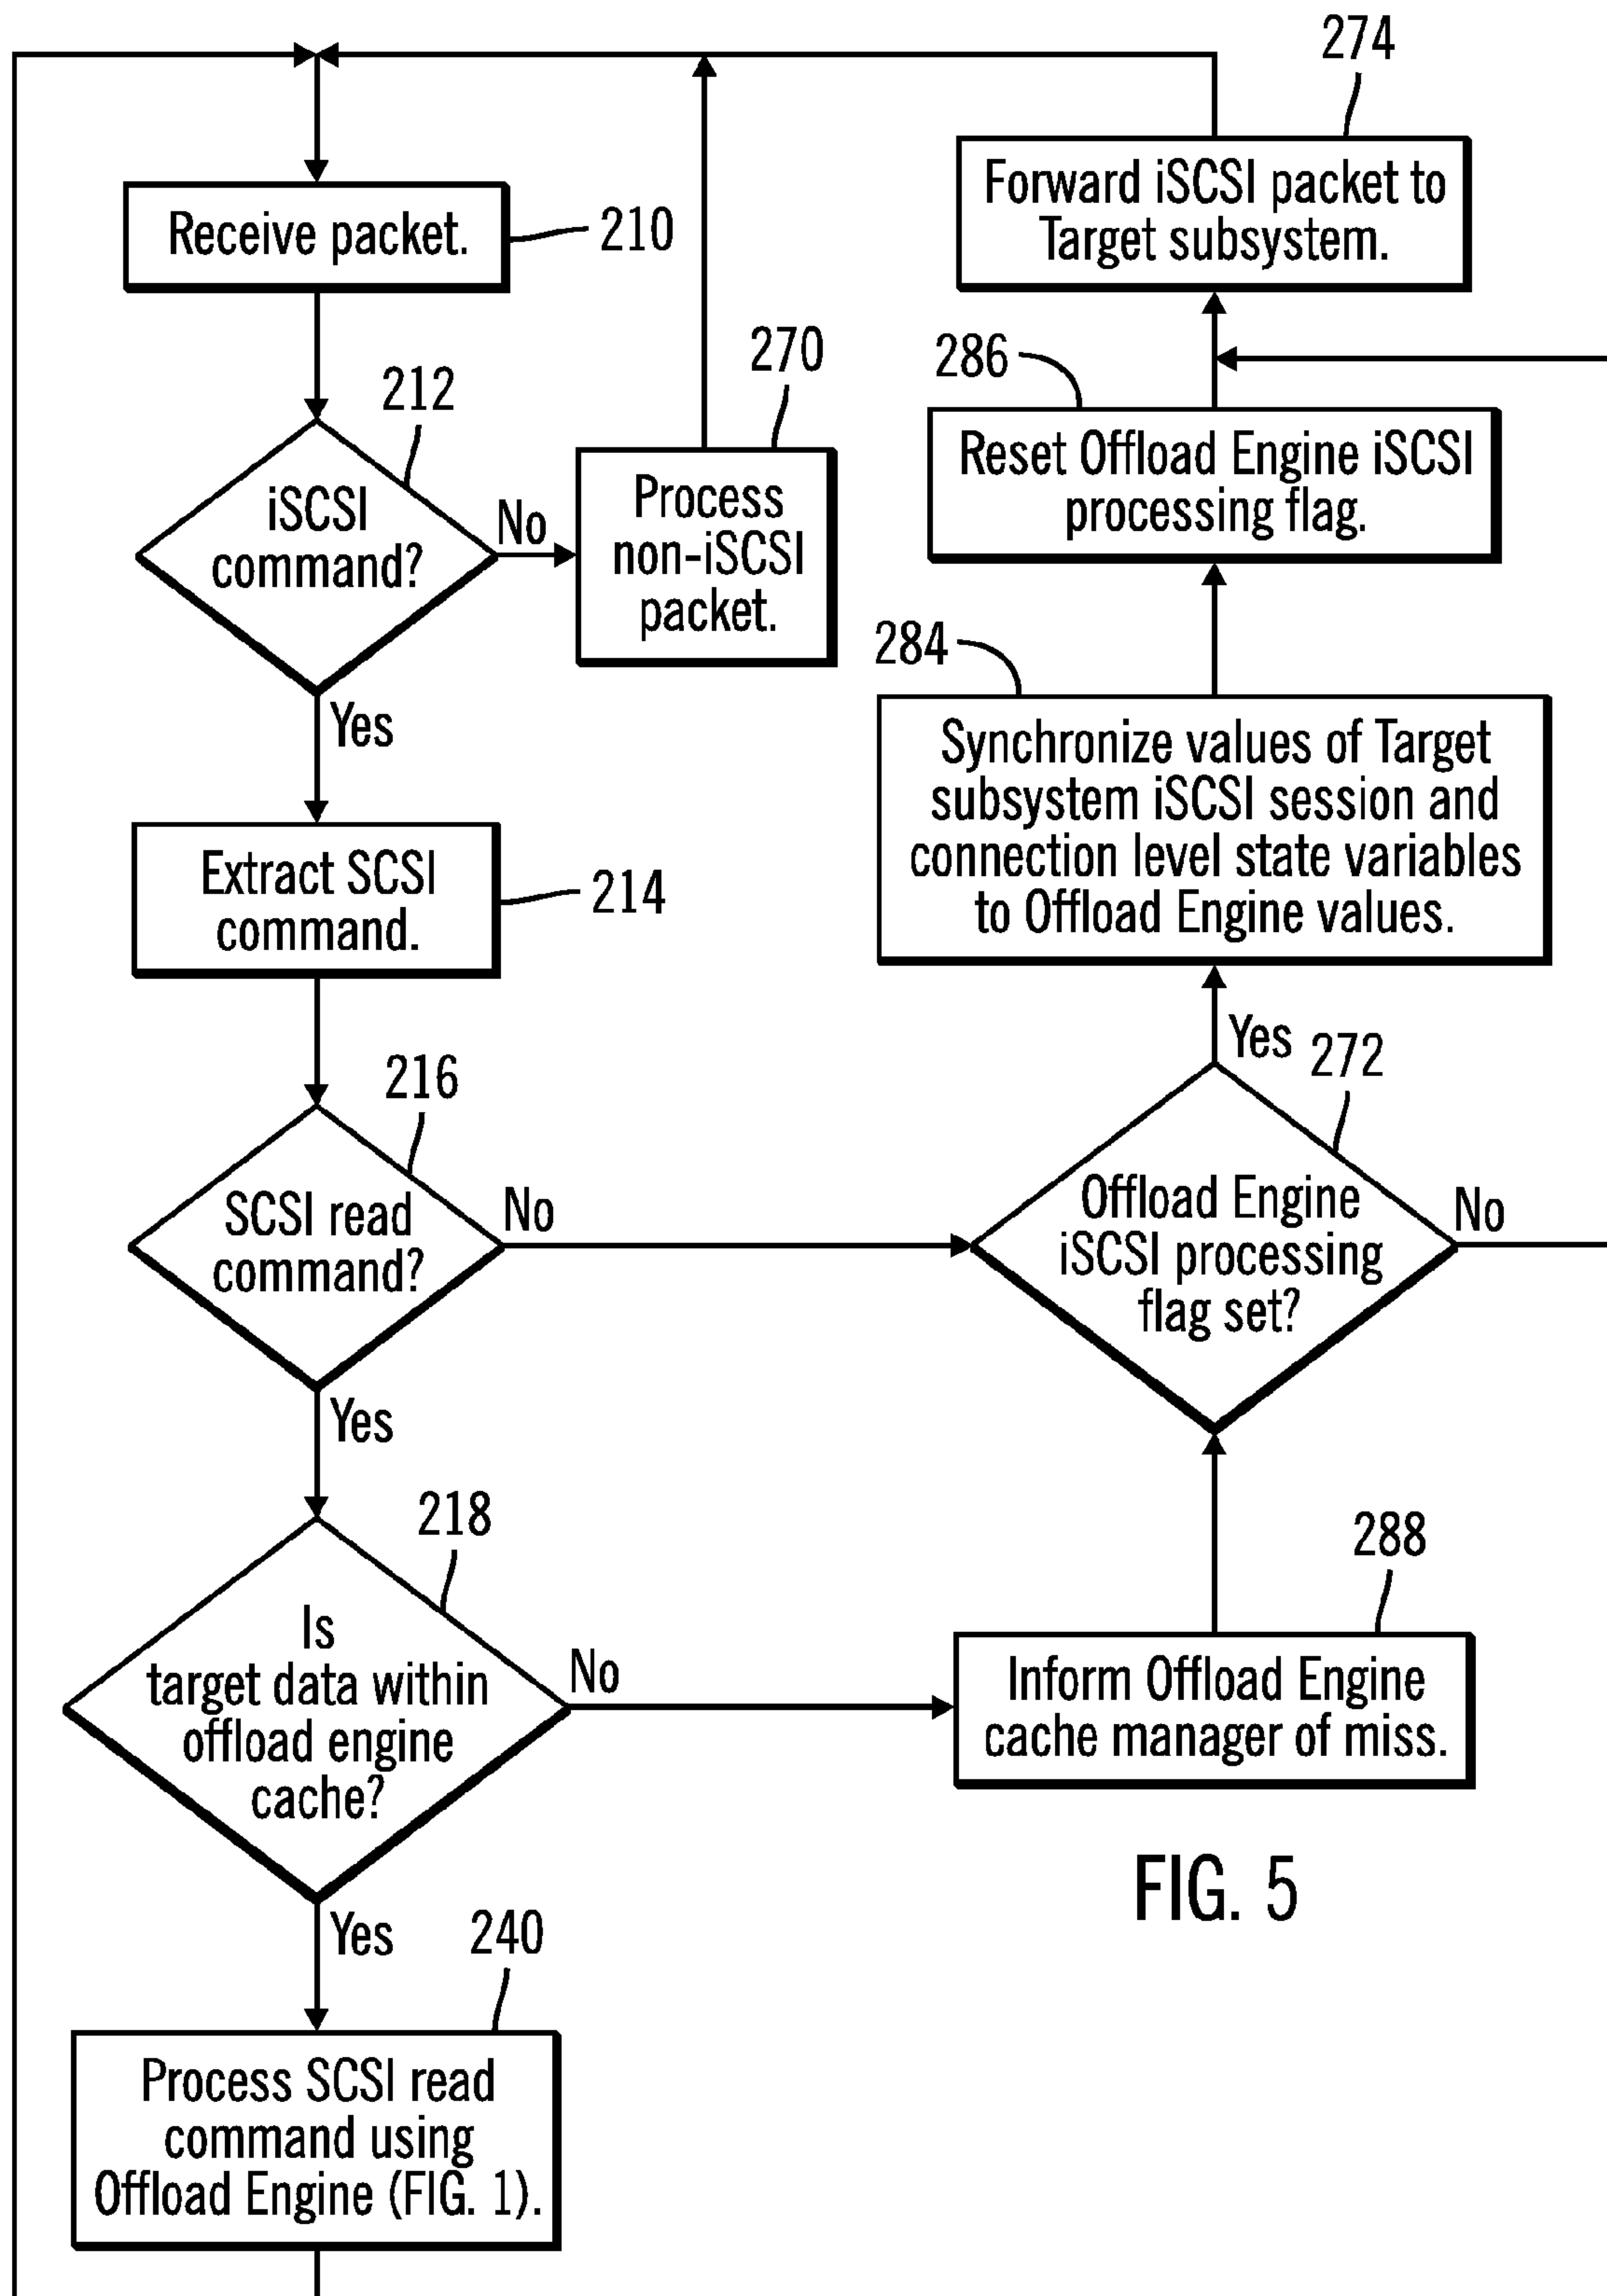 274
Forward iSCSI packet to
Target subsystem.
Receive packet.
210
286
270
212
Reset Offload Engine iSCSI
processing flag.
iSCSI
command?
No
Process
non-iSCSI
packet.
284
Yes
Synchronize values of Target
subsystem iSCSI session and
connection level state variables
to Offload Engine values.
Extract SCSI
command.
214
Yes
272
216
SCSI read
command?
No
Offload Engine
iSCSI processing
flag set?
No
Yes
218
288
Is
target data within
offload engine
cache?
No
Inform Offload Engine
cache manager of miss.
FIG. 5
Yes
240
Process SCSI read
command using
Offload Engine (FIG. 1).